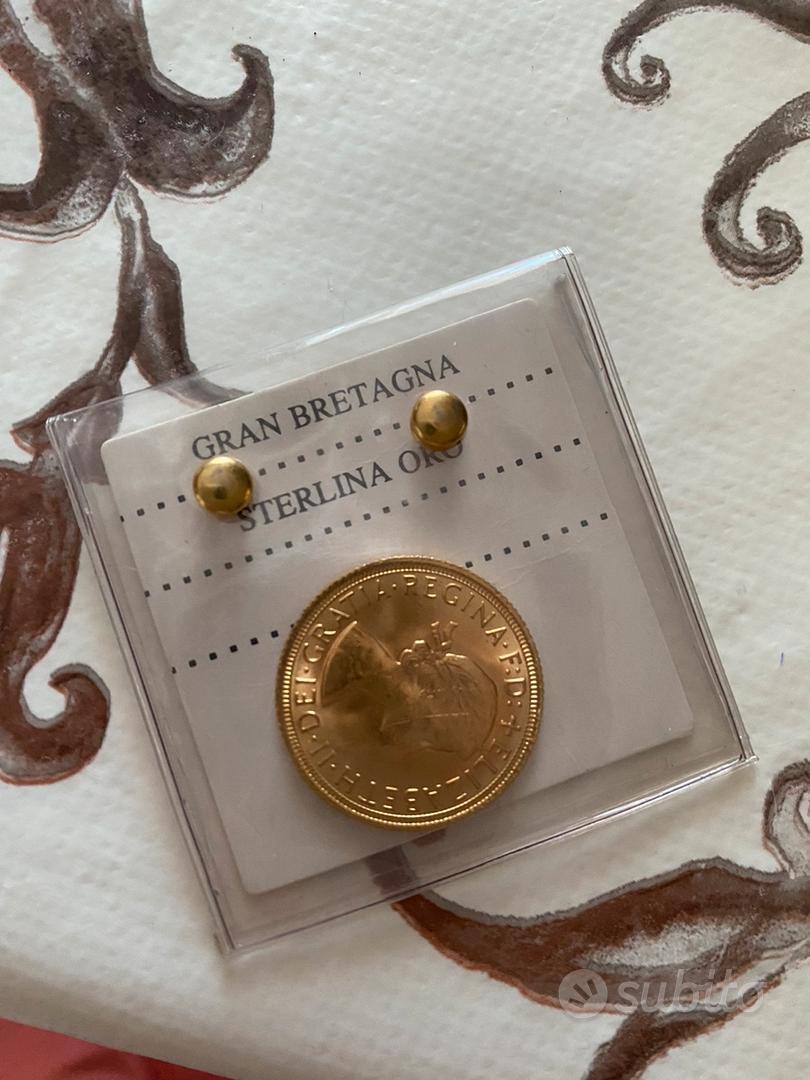 GRAN BRETAGNA
STERLINA ORO
+ ELIZABETH·II·DEI·GRATIA·REGINA·F:D:
subito